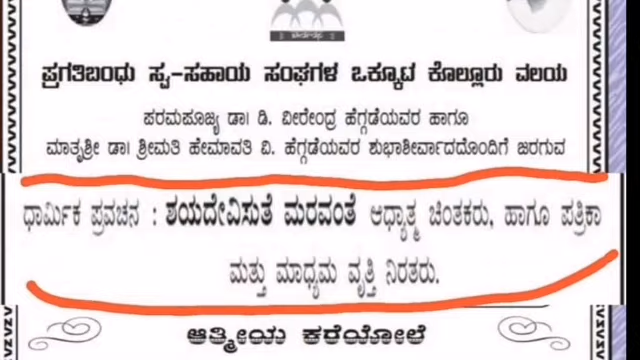 ಪ್ರಗತಿಬಂಧು ಸ್ವ-ಸಹಾಯ ಸಂಘಗಳ ಒಕ್ಕೂಟ ಕೊಲ್ಲೂರು ವಲಯ
ಪರಮಪೂಜ್ಯ ಡಾ| ಡಿ. ವೀರೇಂದ್ರ ಹೆಗ್ಗಡೆಯವರ ಹಾಗೂ
ಮಾತೃಶ್ರೀ ಡಾ| ಶ್ರೀಮತಿ ಹೇಮಾವತಿ ವಿ. ಹೆಗ್ಗಡೆಯವರ ಶುಭಾಶೀರ್ವಾದದೊಂದಿಗೆ ಜರಗುವ
ಧಾರ್ಮಿಕ ಪ್ರವಚನ : ಶಯದೇವಿಸುತೆ ಮರವಂತೆ ಆಧ್ಯಾತ್ಮ ಚಿಂತಕರು, ಹಾಗೂ ಪತ್ರಿಕಾ
ಮತ್ತು ಮಾಧ್ಯಮ ವೃತ್ತಿ ನಿರತರು.
ಆತ್ಮೀಯ ಕರೆಯೋಲೆ